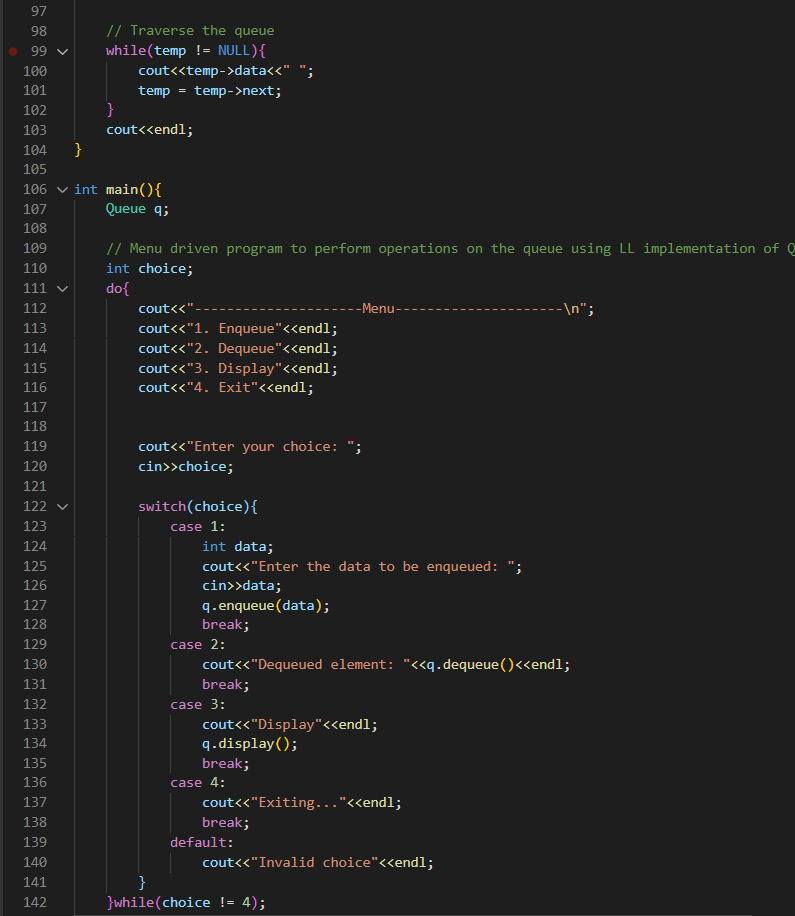 97
98 // Traverse the queue
99 while(temp != NULL){
100 cout<<temp->data<<" ";
101 temp = temp->next;
102 }
103 cout<<endl;
104 }
105
106 int main(){
107 Queue q;
108
109 // Menu driven program to perform operations on the queue using LL implementation of Q
110 int choice;
111 do{
112 cout<<"---------------------Menu---------------------\n";
113 cout<<"1. Enqueue"<<endl;
114 cout<<"2. Dequeue"<<endl;
115 cout<<"3. Display"<<endl;
116 cout<<"4. Exit"<<endl;
117
118
119 cout<<"Enter your choice: ";
120 cin>>choice;
121
122 switch(choice){
123 case 1:
124 int data;
125 cout<<"Enter the data to be enqueued: ";
126 cin>>data;
127 q.enqueue(data);
128 break;
129 case 2:
130 cout<<"Dequeued element: "<<q.dequeue()<<endl;
131 break;
132 case 3:
133 cout<<"Display"<<endl;
134 q.display();
135 break;
136 case 4:
137 cout<<"Exiting..."<<endl;
138 break;
139 default:
140 cout<<"Invalid choice"<<endl;
141 }
142 }while(choice != 4);